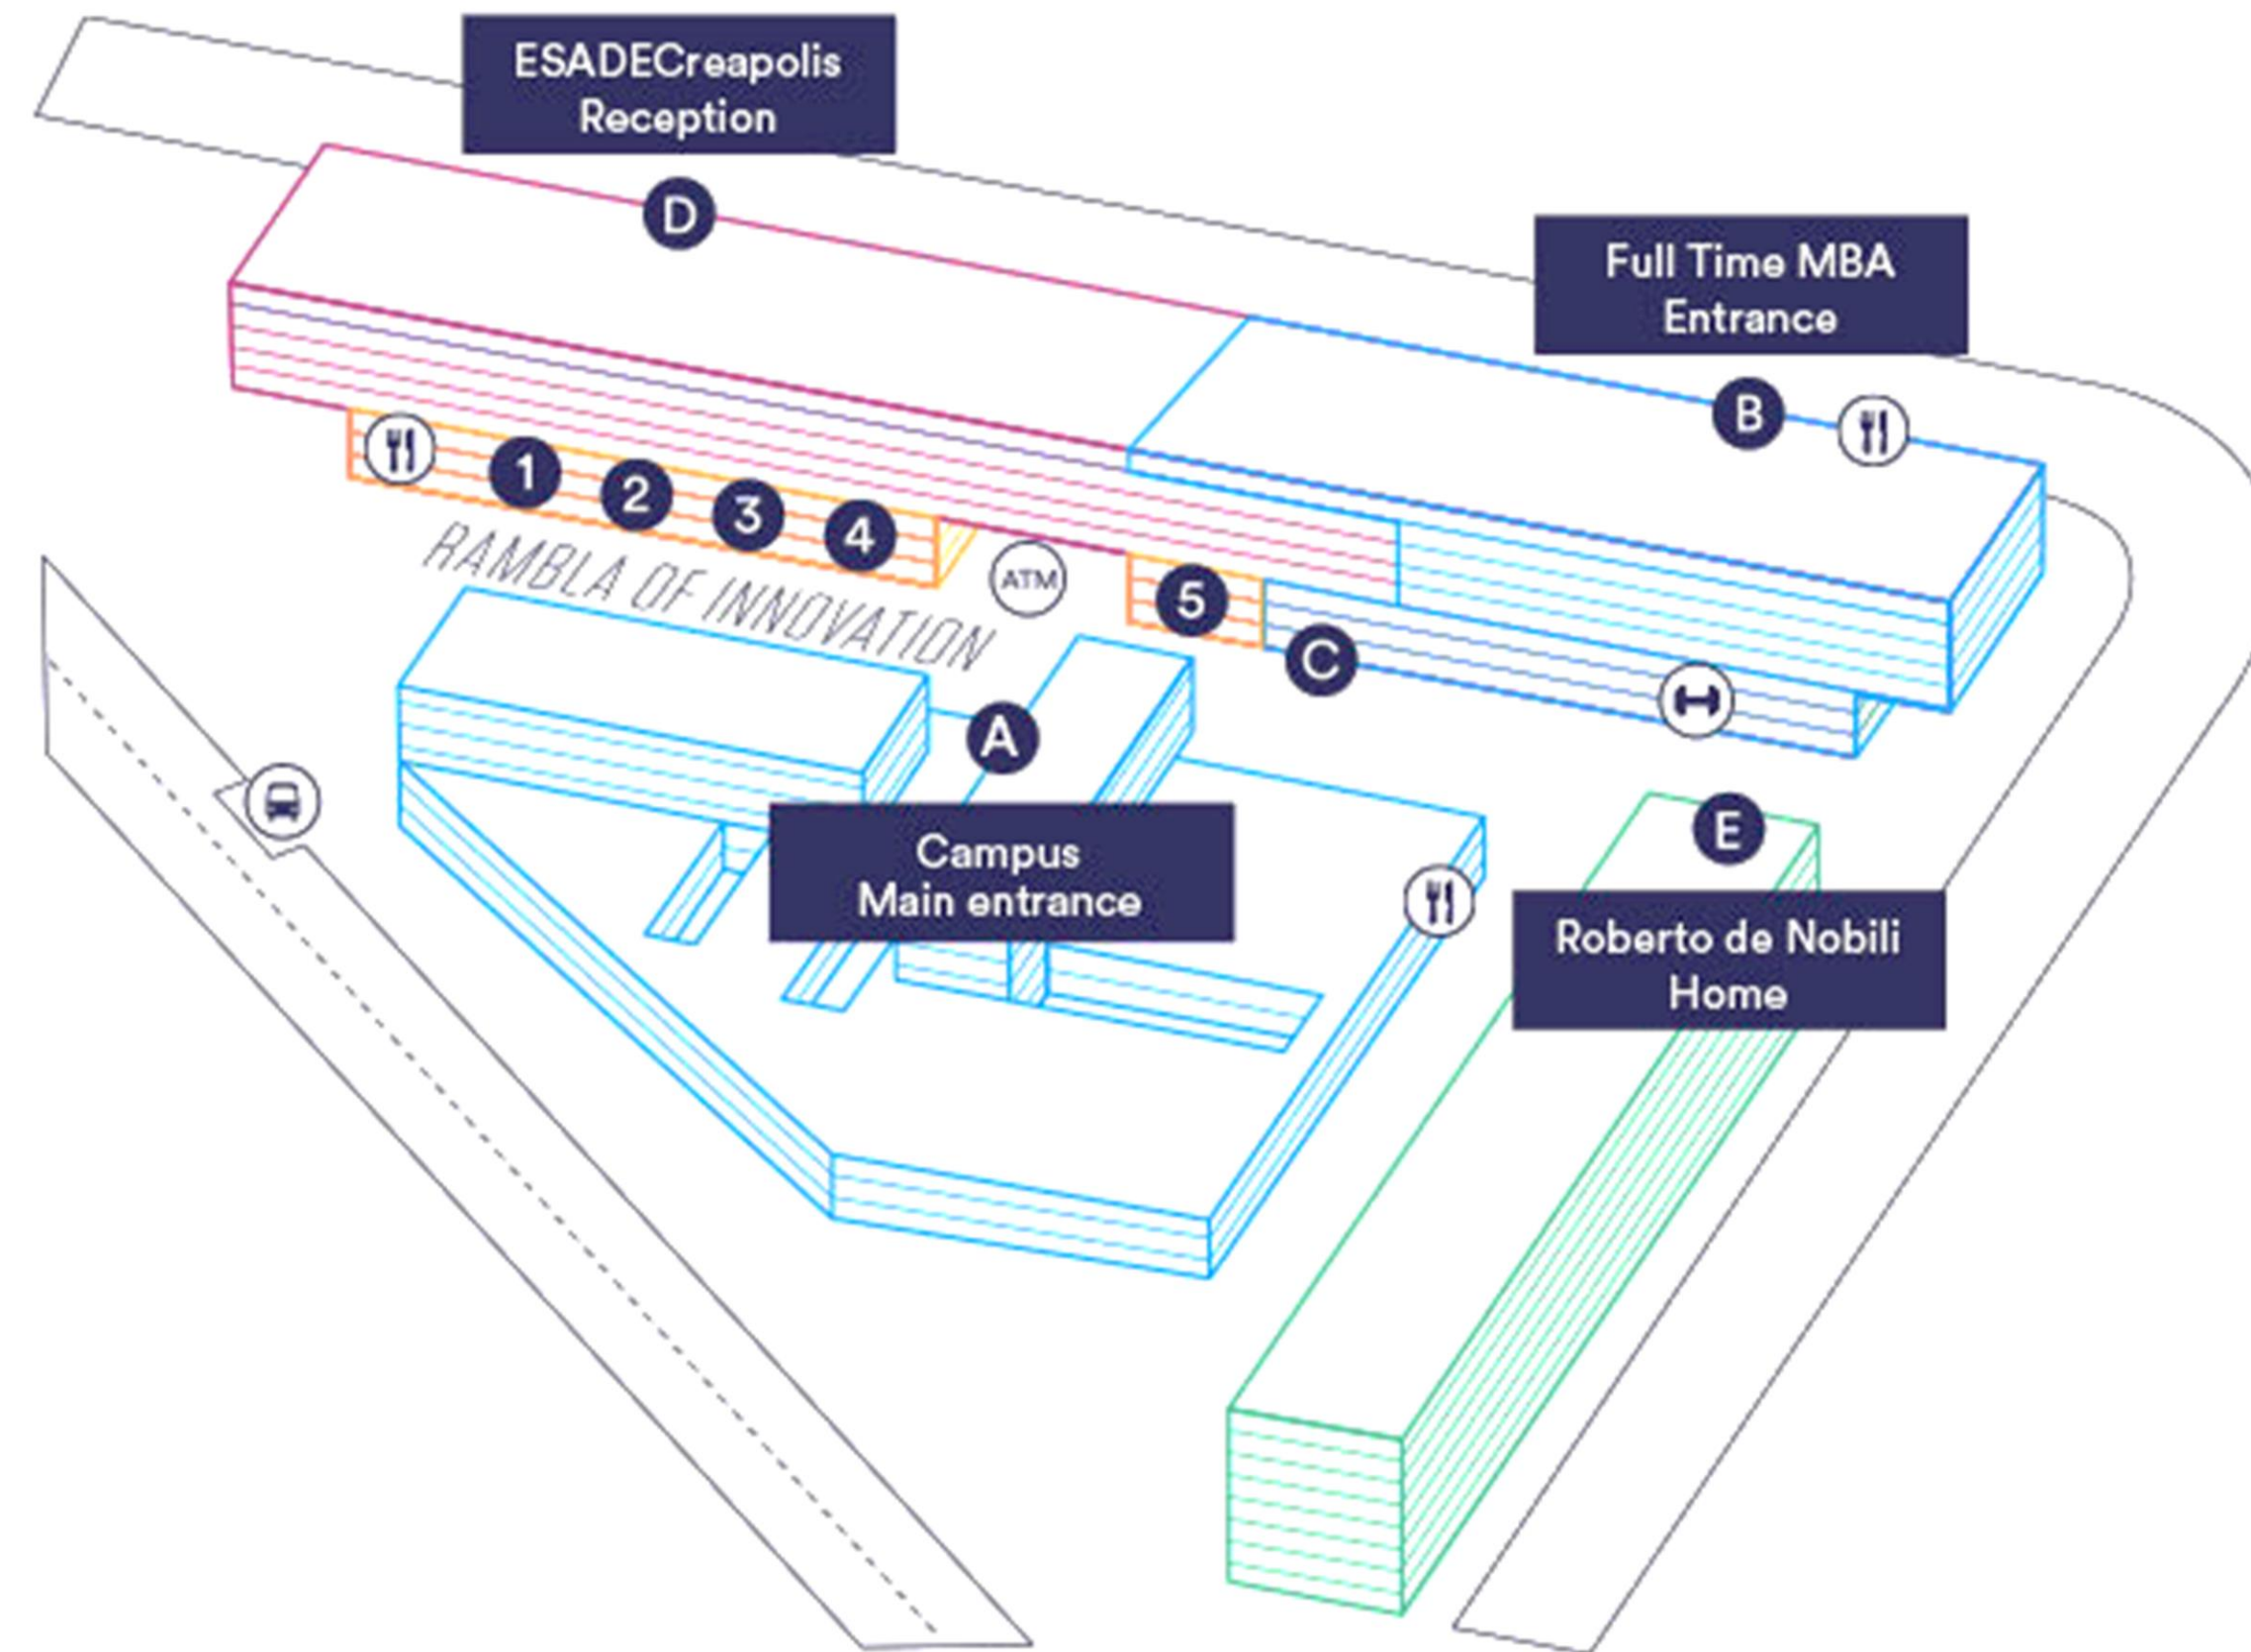 ESADECreapolis
Reception
D
Full Time MBA
Entrance
B
1
2
3
4
RAMBLA OF INNOVATION
ATM
5
C
A
Campus
Main entrance
E
Roberto de Nobili
Home